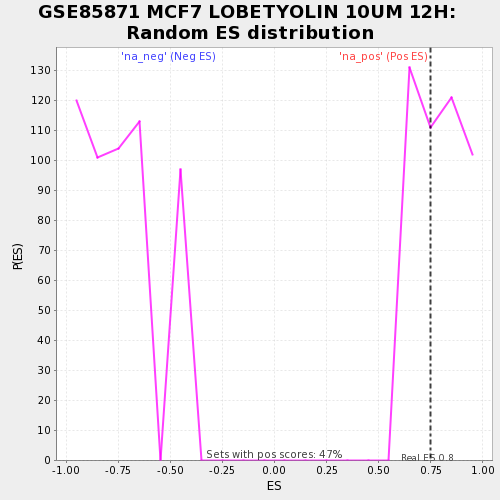 GSE85871 MCF7 LOBETYOLIN 10UM 12H:
Random ES distribution
'na_neg' (Neg ES) 'na_pos' (Pos ES)
130
120
110
100
90
80
70
60
50
40
30
20
10
0
P(ES)
Sets with pos scores: 47%
Real ES 0.8
-1.00 -0.75 -0.50 -0.25 0.00 0.25 0.50 0.75 1.00
ES